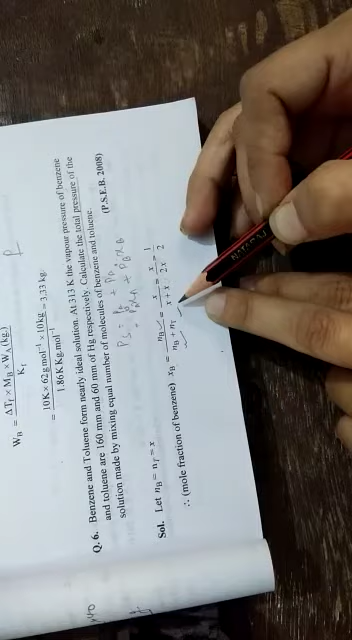 W_B = ΔT_f × M_B × W_A (kg) / K_f
= 10K × 62 g mol⁻¹ × 10 kg / 1.86 K Kg mol⁻¹ = 3.33 kg
Q. 6. Benzene and Toluene form nearly ideal solution. At 313 K the vapour pressure of benzene
and toluene are 160 mm and 60 mm of Hg respectively. Calculate the total pressure of the
solution made by mixing equal number of molecules of benzene and toluene. (P.S.E.B. 2008)
Sol. Let n_B = n_T = x
∴ (mole fraction of benzene) x_B = n_B / n_B + n_T = x / x + x = x / 2x = 1 / 2